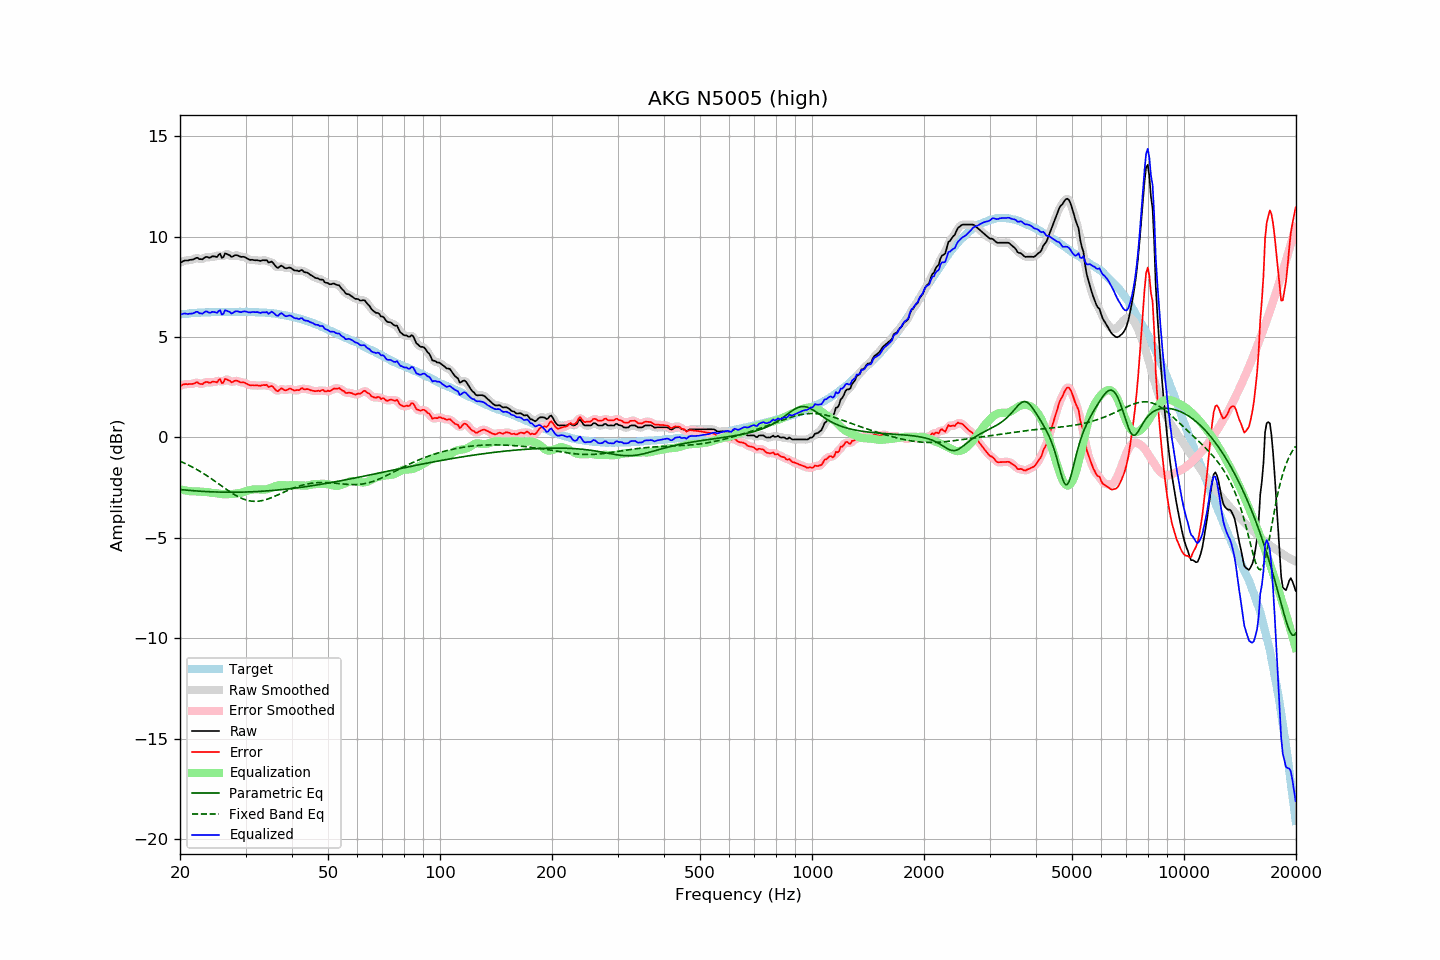 AKG N5005 (high)
Amplitude (dBr)
15
10
5
0
−5
−10
−15
−20
Target
Raw Smoothed
Error Smoothed
Raw
Error
Equalization
Parametric Eq
Fixed Band Eq
Equalized
20 50 100 200 500 1000 2000 5000 10000 20000
Frequency (Hz)